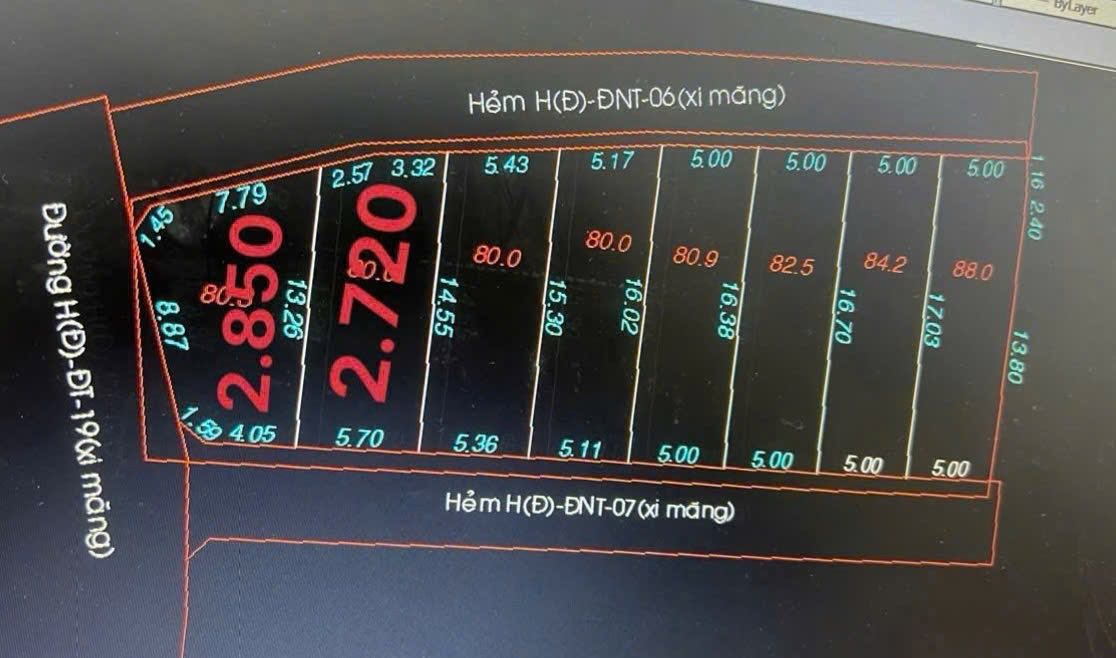 ByLayer
Hẻm H(Đ)-ĐNT-06(xi măng)
2.57 3.32 5.43 5.17 5.00 5.00 5.00 5.00
7.79
1.45
1.16 2.40
80.0 80.0 80.9 82.5 84.2 88.0
2.850
2.720
8.87 13.26 14.55 15.30 16.02 16.38 16.70 17.03 13.80
4.05 5.70 5.36 5.11 5.00 5.00 5.00 5.00
Hẻm H(Đ)-ĐNT-07(xi măng)
Đường H(Đ)-ĐT-19(xi măng)